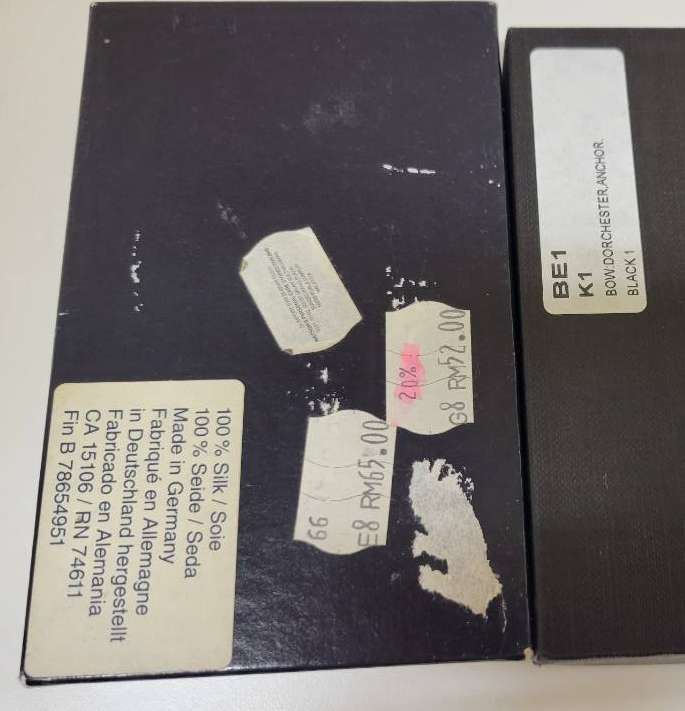 100% Silk / Soie
100% Seide / Seda
Made in Germany
Fabriqué en Allemagne
in Deutschland hergestellt
Fabricado en Alemania
CA 15106 / RN 74611
Fin B 78654951
99
E8 RM65.00
20%
G8 RM52.00
BE1
K1
BOW.DORCHESTER.ANCHOR.
BLACK 1